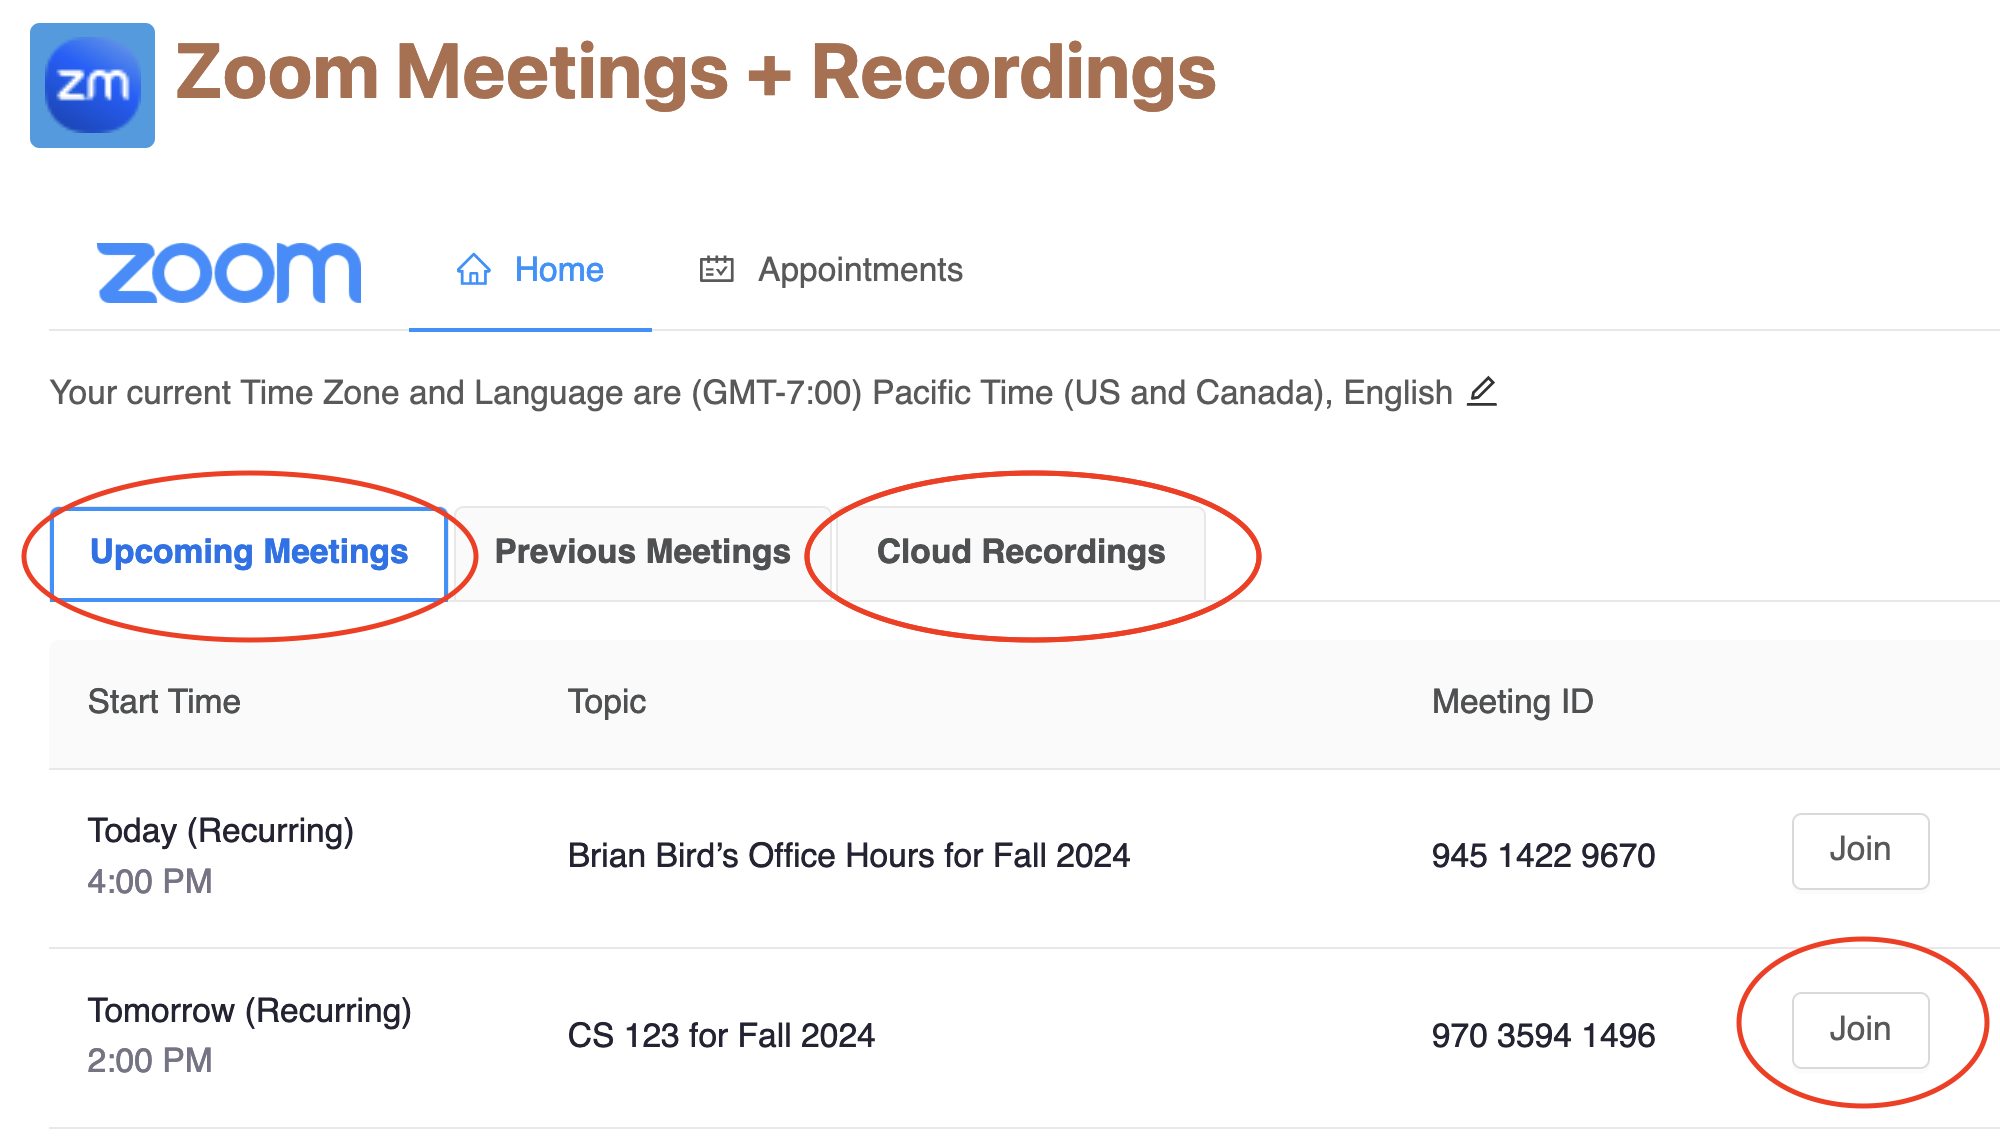 zm Zoom Meetings + Recordings
zoom Home Appointments
Your current Time Zone and Language are (GMT-7:00) Pacific Time (US and Canada), English
Upcoming Meetings Previous Meetings Cloud Recordings
Start Time Topic Meeting ID
Today (Recurring)
4:00 PM
Brian Bird’s Office Hours for Fall 2024 945 1422 9670 Join
Tomorrow (Recurring)
2:00 PM
CS 123 for Fall 2024 970 3594 1496 Join